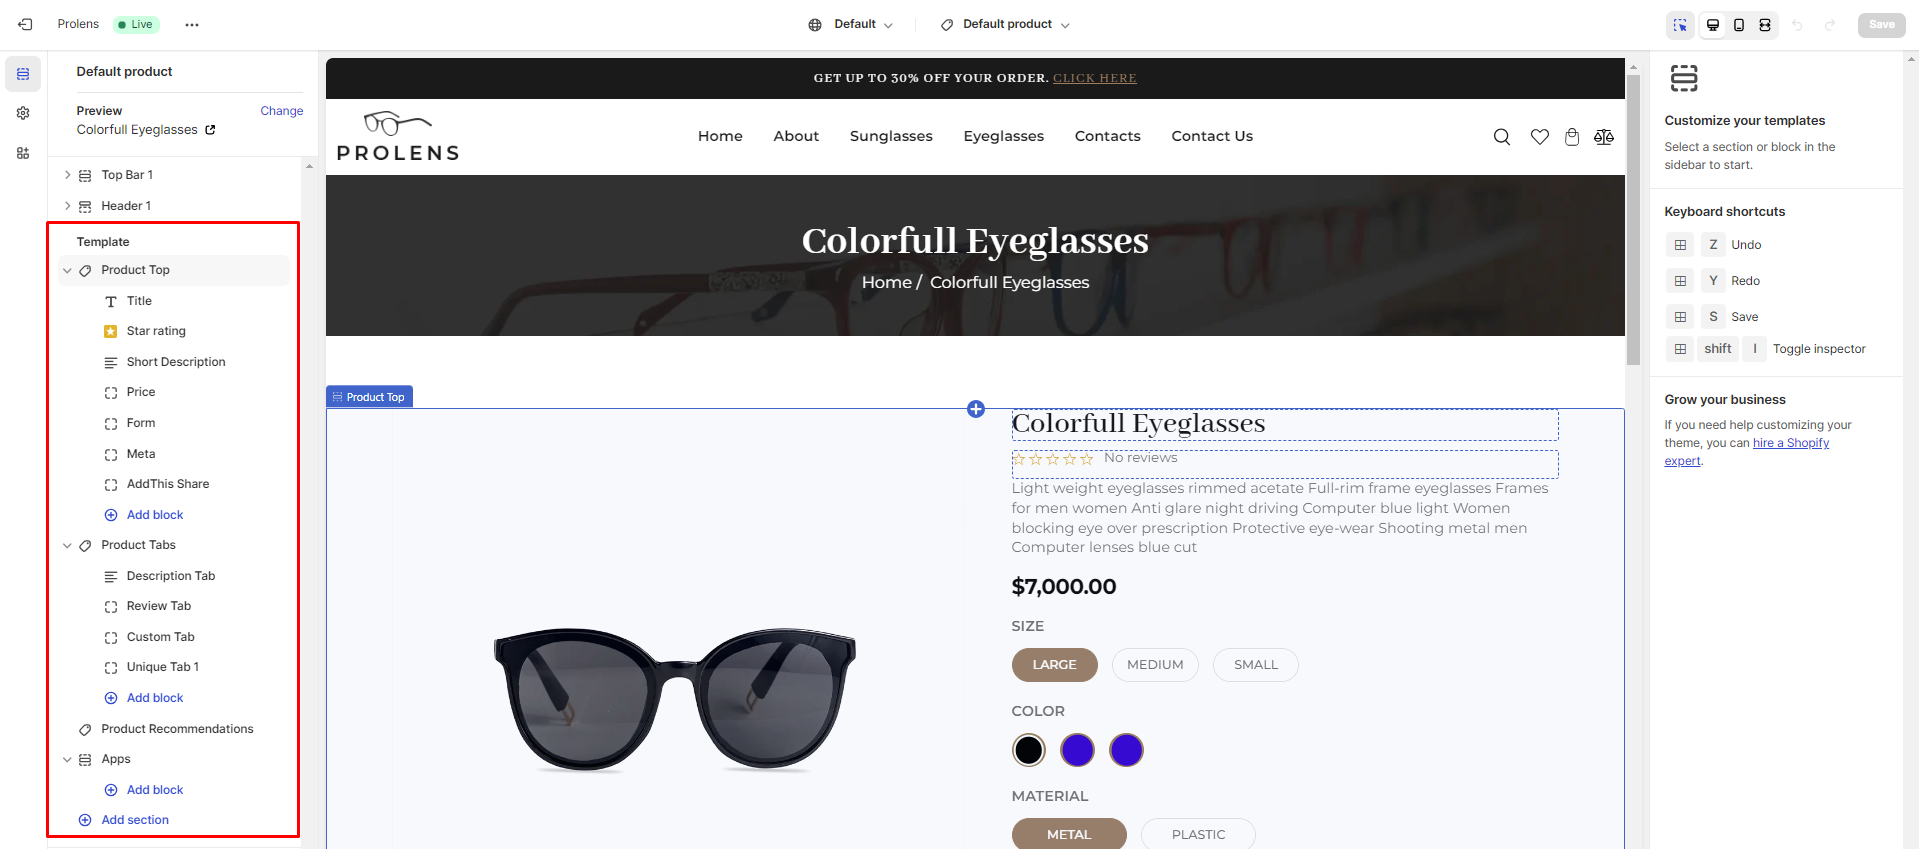 Prolens
Live
Default
Default product
Save
Default product
Preview
Change
Colorfull Eyeglasses
Top Bar 1
Header 1
Template
Product Top
Title
Star rating
Short Description
Price
Form
Meta
AddThis Share
Add block
Product Tabs
Description Tab
Review Tab
Custom Tab
Unique Tab 1
Add block
Product Recommendations
Apps
Add block
Add section
GET UP TO 30% OFF YOUR ORDER. CLICK HERE
PROLENS
Home About Sunglasses Eyeglasses Contacts Contact Us
Colorfull Eyeglasses
Home / Colorfull Eyeglasses
Product Top
Colorfull Eyeglasses
No reviews
Light weight eyeglasses rimmed acetate Full-rim frame eyeglasses Frames
for men women Anti glare night driving Computer blue light Women
blocking eye over prescription Protective eye-wear Shooting metal men
Computer lenses blue cut
$7,000.00
SIZE
LARGE MEDIUM SMALL
COLOR
MATERIAL
METAL PLASTIC
Customize your templates
Select a section or block in the
sidebar to start.
Keyboard shortcuts
Z Undo
Y Redo
S Save
shift I Toggle inspector
Grow your business
If you need help customizing your
theme, you can hire a Shopify
expert.